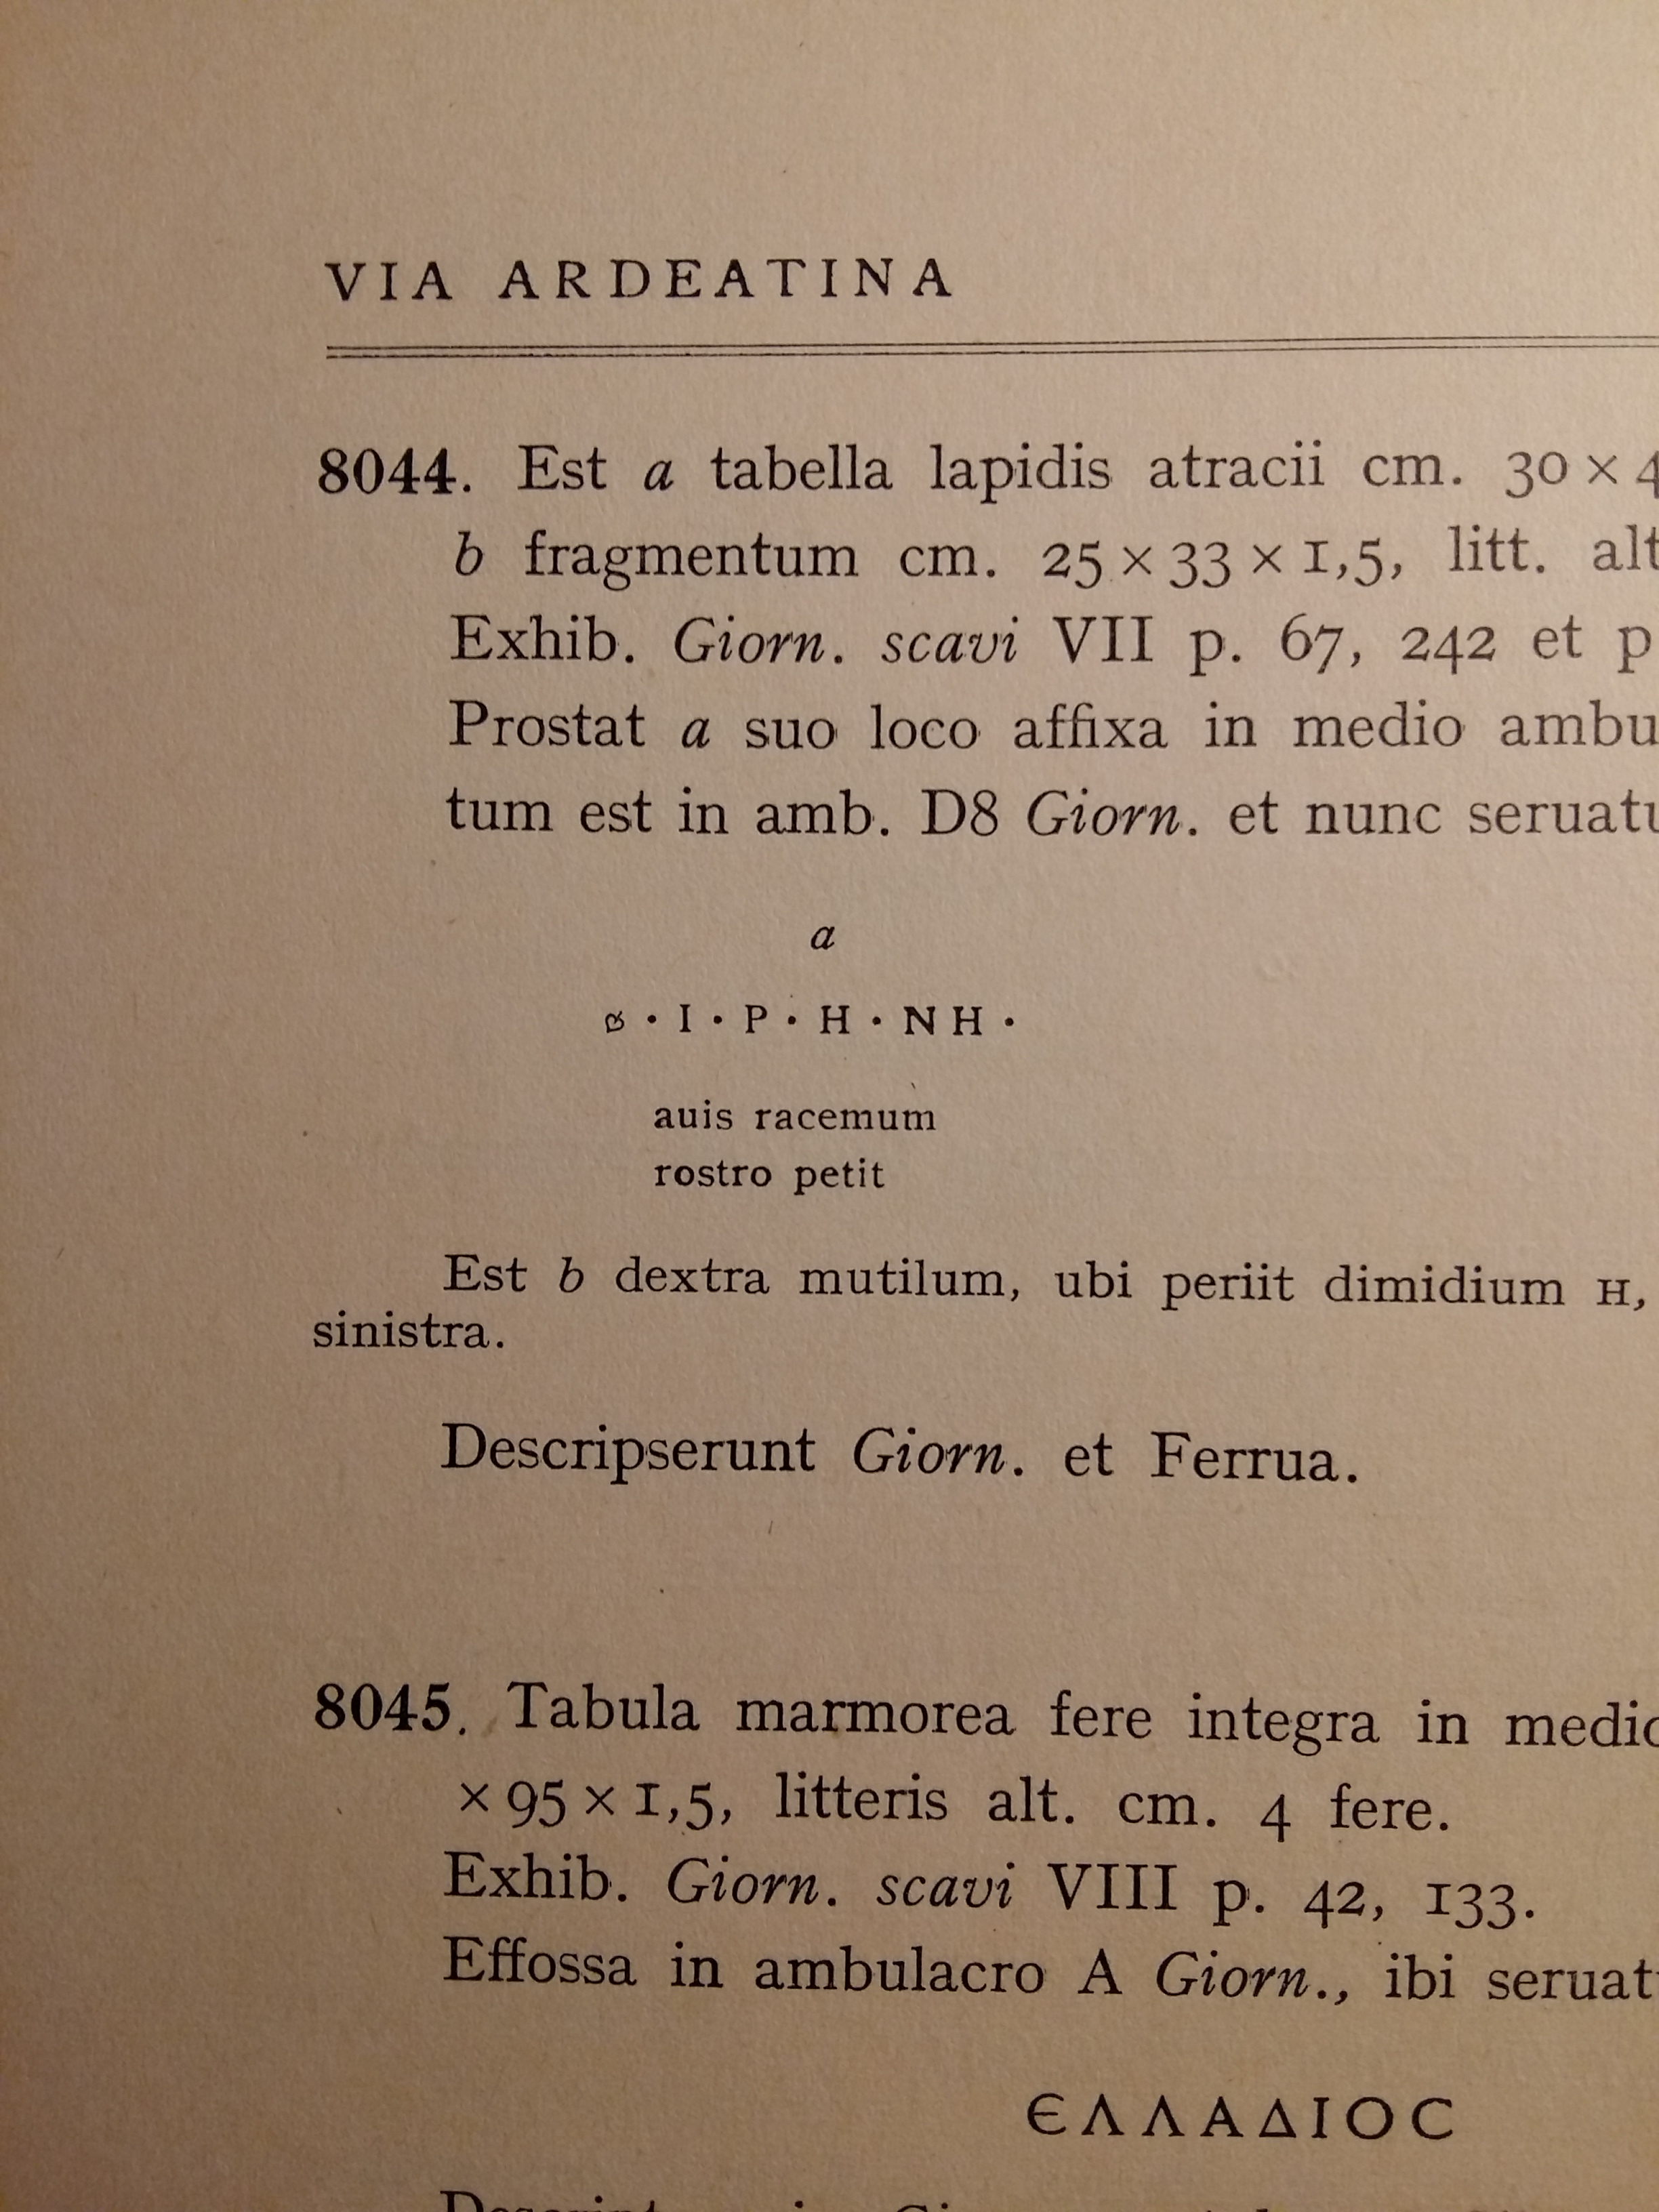 VIA ARDEATINA
8044. Est a tabella lapidis atracii cm. 30 × 4
b fragmentum cm. 25 × 33 × 1,5, litt. alt
Exhib. Giorn. scavi VII p. 67, 242 et p
Prostat a suo loco affixa in medio ambu
tum est in amb. D8 Giorn. et nunc seruatu
a
· Ι · Ρ · Η · ΝΗ ·
auis racemum
rostro petit
Est b dextra mutilum, ubi periit dimidium H,
sinistra.
Descripserunt Giorn. et Ferrua.
8045. Tabula marmorea fere integra in medio
× 95 × 1,5, litteris alt. cm. 4 fere.
Exhib. Giorn. scavi VIII p. 42, 133.
Effossa in ambulacro A Giorn., ibi seruat
ЄΛΛΑΔΙΟC